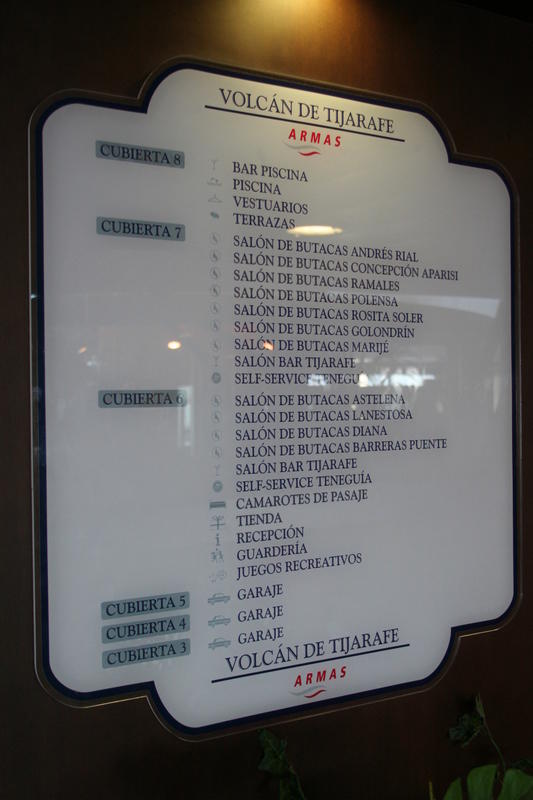 VOLCÁN DE TIJARAFE
ARMAS
CUBIERTA 8
BAR PISCINA
PISCINA
VESTUARIOS
TERRAZAS
CUBIERTA 7
SALÓN DE BUTACAS ANDRÉS RIAL
SALÓN DE BUTACAS CONCEPCIÓN APARISI
SALÓN DE BUTACAS RAMALES
SALÓN DE BUTACAS POLENSA
SALÓN DE BUTACAS ROSITA SOLER
SALÓN DE BUTACAS GOLONDRÍN
SALÓN DE BUTACAS MARIJÉ
SALÓN BAR TIJARAFE
SELF-SERVICE TENEGUÍA
CUBIERTA 6
SALÓN DE BUTACAS ASTELENA
SALÓN DE BUTACAS LANESTOSA
SALÓN DE BUTACAS DIANA
SALÓN DE BUTACAS BARRERAS PUENTE
SALÓN BAR TIJARAFE
SELF-SERVICE TENEGUÍA
CAMAROTES DE PASAJE
TIENDA
RECEPCIÓN
GUARDERÍA
JUEGOS RECREATIVOS
CUBIERTA 5 GARAJE
CUBIERTA 4 GARAJE
CUBIERTA 3 GARAJE
VOLCÁN DE TIJARAFE
ARMAS